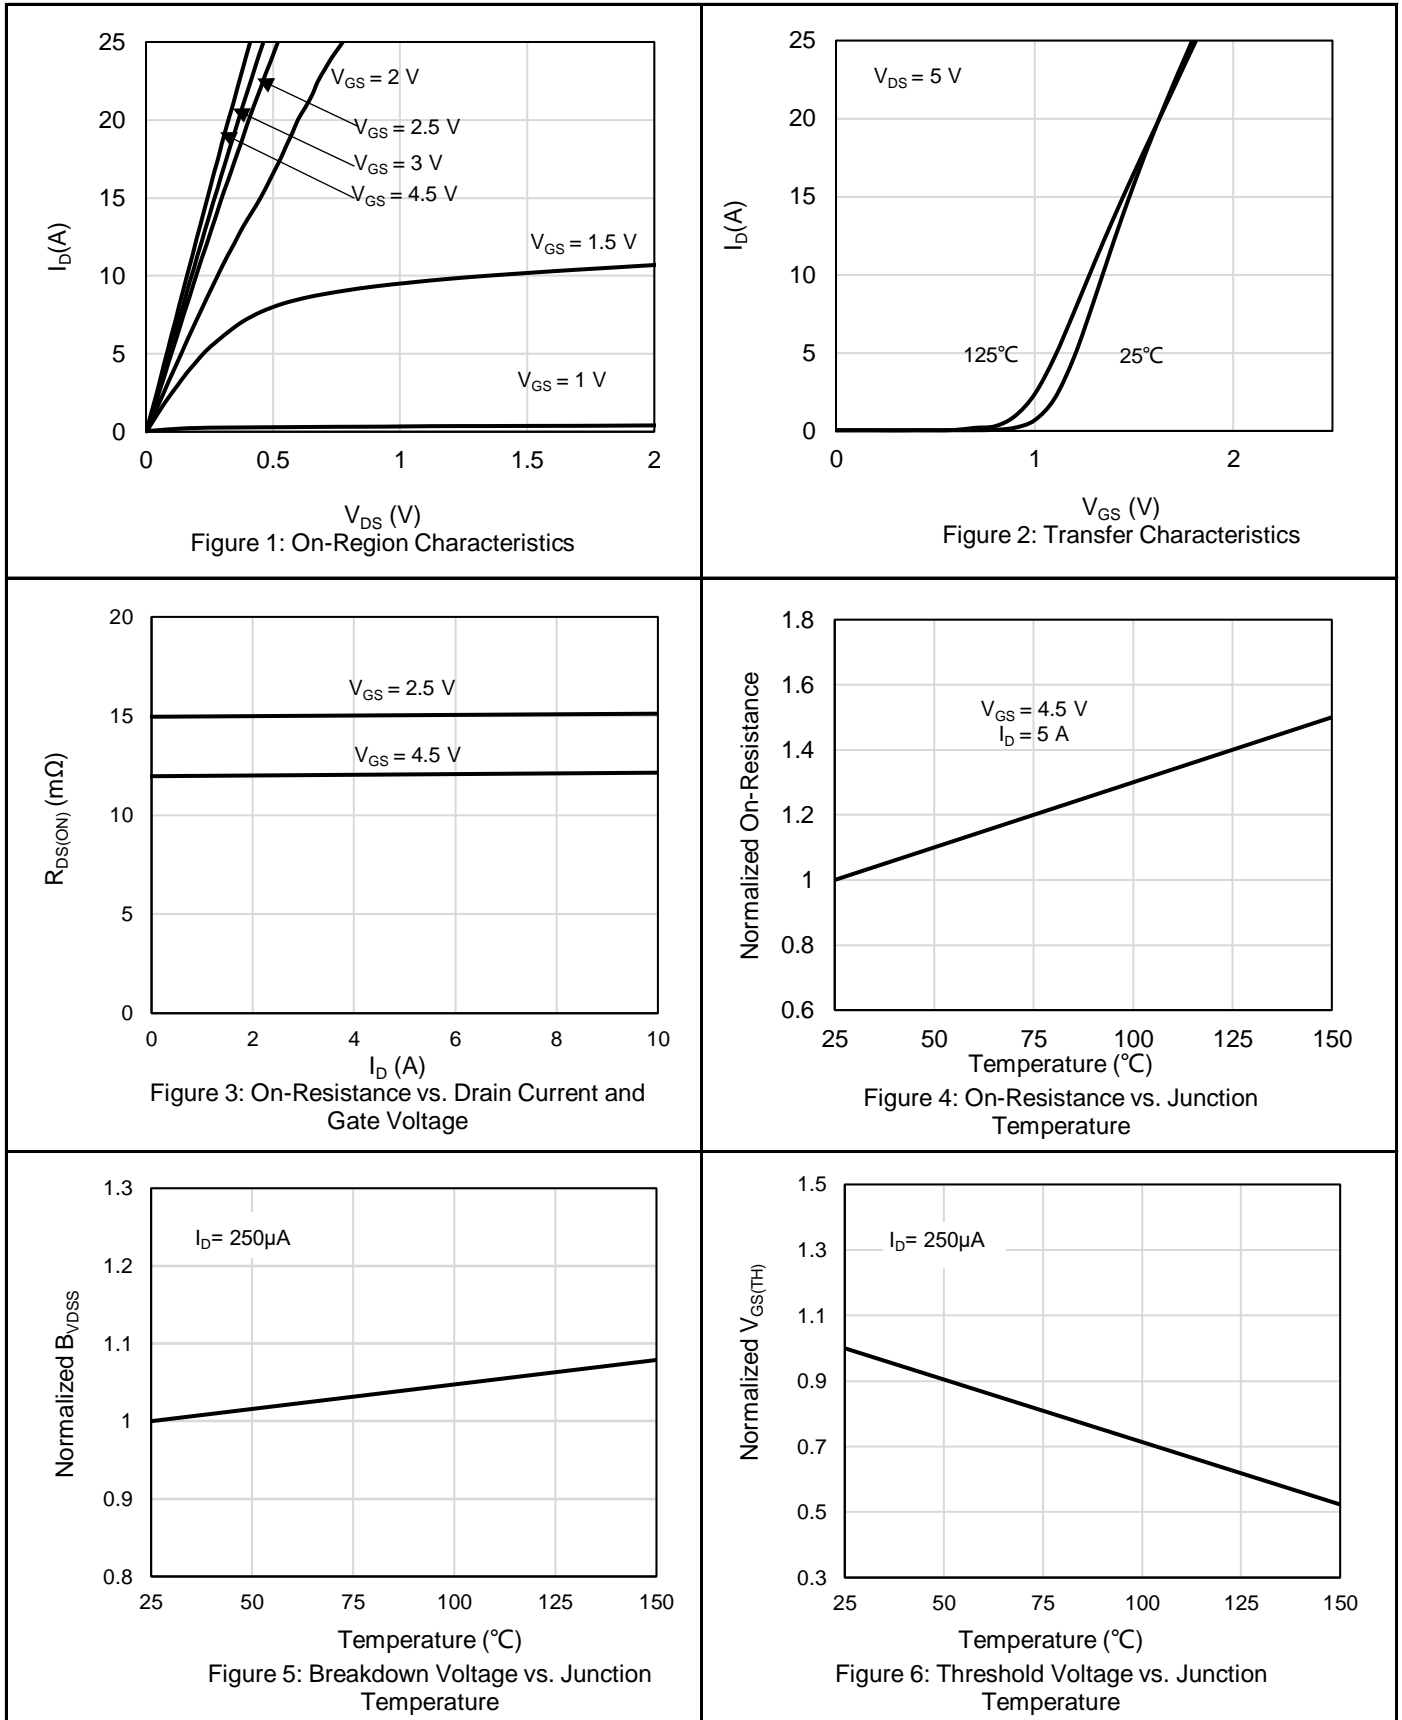 25
20
15
10
5
0
I_D(A)
V_GS = 2 V
V_GS = 2.5 V
V_GS = 3 V
V_GS = 4.5 V
V_GS = 1.5 V
V_GS = 1 V
0 0.5 1 1.5 2
V_DS (V)
Figure 1: On-Region Characteristics
25
20
15
10
5
0
I_D(A)
V_DS = 5 V
125℃
25℃
0 1 2
V_GS (V)
Figure 2: Transfer Characteristics
20
15
10
5
0
R_DS(ON) (mΩ)
V_GS = 2.5 V
V_GS = 4.5 V
0 2 4 6 8 10
I_D (A)
Figure 3: On-Resistance vs. Drain Current and
Gate Voltage
1.8
1.6
1.4
1.2
1
0.8
0.6
Normalized On-Resistance
V_GS = 4.5 V
I_D = 5 A
25 50 75 100 125 150
Temperature (℃)
Figure 4: On-Resistance vs. Junction
Temperature
1.3
1.2
1.1
1
0.9
0.8
Normalized B_VDSS
I_D= 250μA
25 50 75 100 125 150
Temperature (℃)
Figure 5: Breakdown Voltage vs. Junction
Temperature
1.5
1.3
1.1
0.9
0.7
0.5
0.3
Normalized V_GS(TH)
I_D= 250μA
25 50 75 100 125 150
Temperature (℃)
Figure 6: Threshold Voltage vs. Junction
Temperature